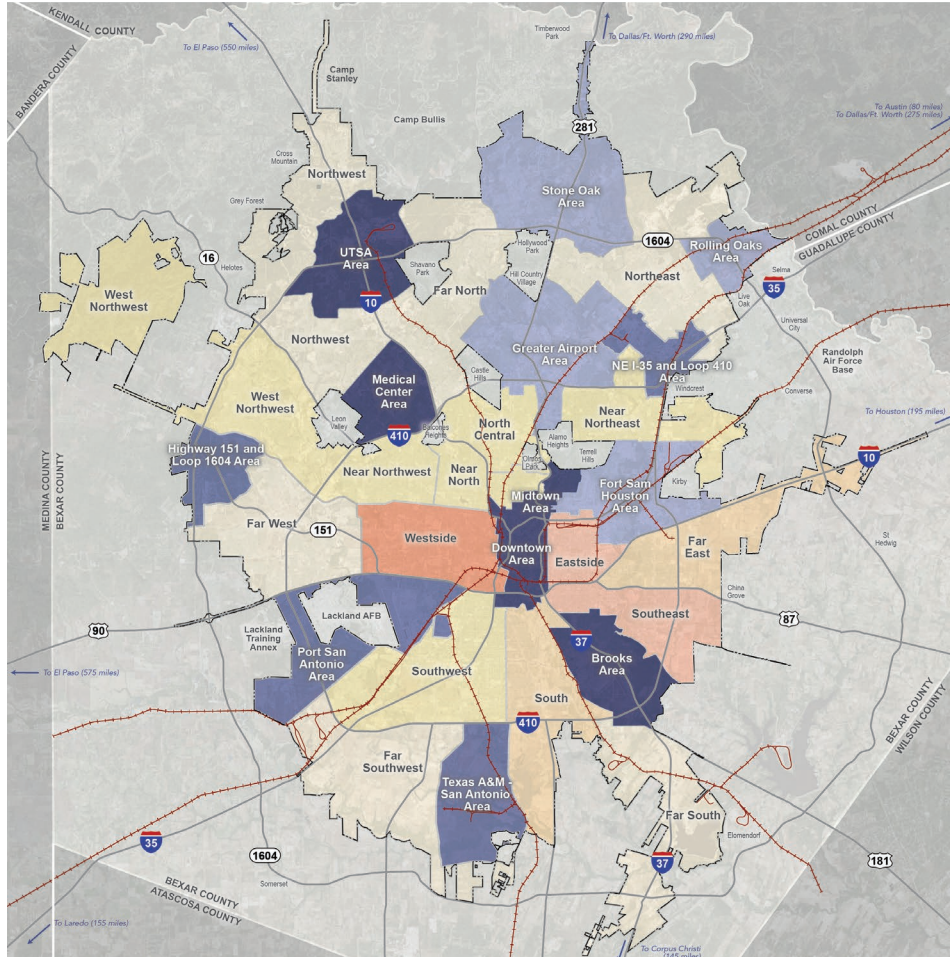 KENDALL COUNTY
BANDERA COUNTY
To El Paso (550 miles)
Timberwood
Park
To Dallas/Ft. Worth (290 miles)
Camp
Stanley
Camp Bullis
To Austin (80 miles)
To Dallas/Ft. Worth (275 miles)
281
Cross
Mountain
Northwest
Grey Forest
Stone Oak
Area
COMAL COUNTY
GUADALUPE COUNTY
UTSA
Area
16
Helotes
Shavano
Park
Hollywood
Park
1604
Rolling Oaks
Area
Hill Country
Village
Northeast
Selma
Far North
35
West
Northwest
10
Live
Oak
Universal
City
Northwest
Greater Airport
Area
NE I-35 and Loop 410
Area
Randolph
Air Force
Base
Castle
Hills
Medical
Center
Area
Windcrest
Converse
West
Northwest
Leon
Valley
410
Balcones
Heights
North
Central
Near
Northeast
To Houston (195 miles)
Alamo
Heights
Terrell
Hills
Olmos
Park
Highway 151 and
Loop 1604 Area
10
Near Northwest
Near
North
Midtown
Area
Fort Sam
Houston
Area
Kirby
MEDINA COUNTY
BEXAR COUNTY
Far West
151
Westside
Downtown
Area
Eastside
Far
East
St
Hedwig
China
Grove
Lackland AFB
Southeast
87
90
Lackland
Training
Annex
Port San
Antonio
Area
37
Brooks
Area
To El Paso (575 miles)
Southwest
South
410
BEXAR COUNTY
WILSON COUNTY
Far
Southwest
Texas A&M -
San Antonio
Area
Far South
Elomendorf
35
1604
37
181
Somerset
BEXAR COUNTY
ATASCOSA COUNTY
To Laredo (155 miles)
To Corpus Christi
(145 miles)